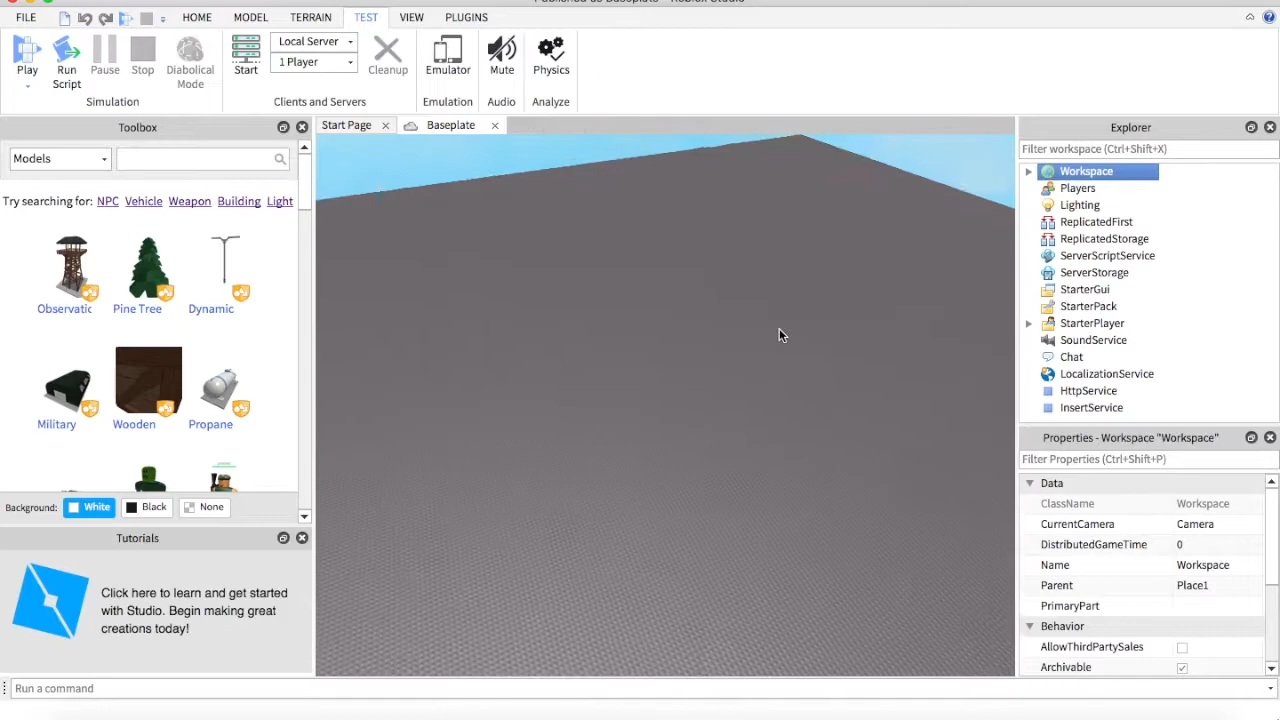 FILE HOME MODEL TERRAIN TEST VIEW PLUGINS
Play
Run
Script
Pause
Stop
Diabolical
Mode
Simulation
Start
Local Server
1 Player
Cleanup
Clients and Servers
Emulator
Emulation
Mute
Audio
Physics
Analyze
Toolbox
Models
Try searching for: NPC Vehicle Weapon Building Light
Observatic Pine Tree Dynamic
Military Wooden Propane
Background: White Black None
Tutorials
Click here to learn and get started
with Studio. Begin making great
creations today!
Start Page Baseplate
Explorer
Filter workspace (Ctrl+Shift+X)
Workspace
Players
Lighting
ReplicatedFirst
ReplicatedStorage
ServerScriptService
ServerStorage
StarterGui
StarterPack
StarterPlayer
SoundService
Chat
LocalizationService
HttpService
InsertService
Properties - Workspace "Workspace"
Filter Properties (Ctrl+Shift+P)
Data
ClassName Workspace
CurrentCamera Camera
DistributedGameTime 0
Name Workspace
Parent Place1
PrimaryPart
Behavior
AllowThirdPartySales
Archivable
Run a command